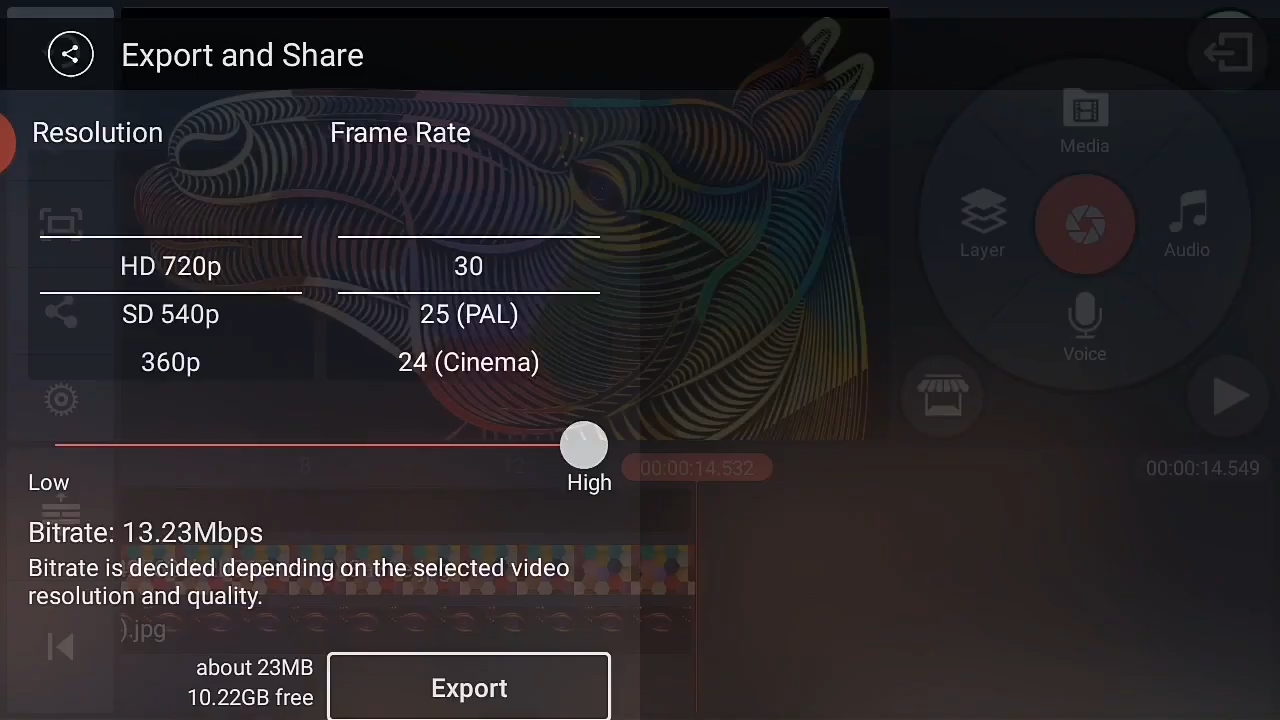 Export and Share
Resolution
Frame Rate
HD 720p
30
SD 540p
25 (PAL)
360p
24 (Cinema)
Low
High
Bitrate: 13.23Mbps
Bitrate is decided depending on the selected video
resolution and quality.
about 23MB
10.22GB free
Export
Media
Layer
Audio
Voice
8
12
00:00:14.532
00:00:14.549
).jpg